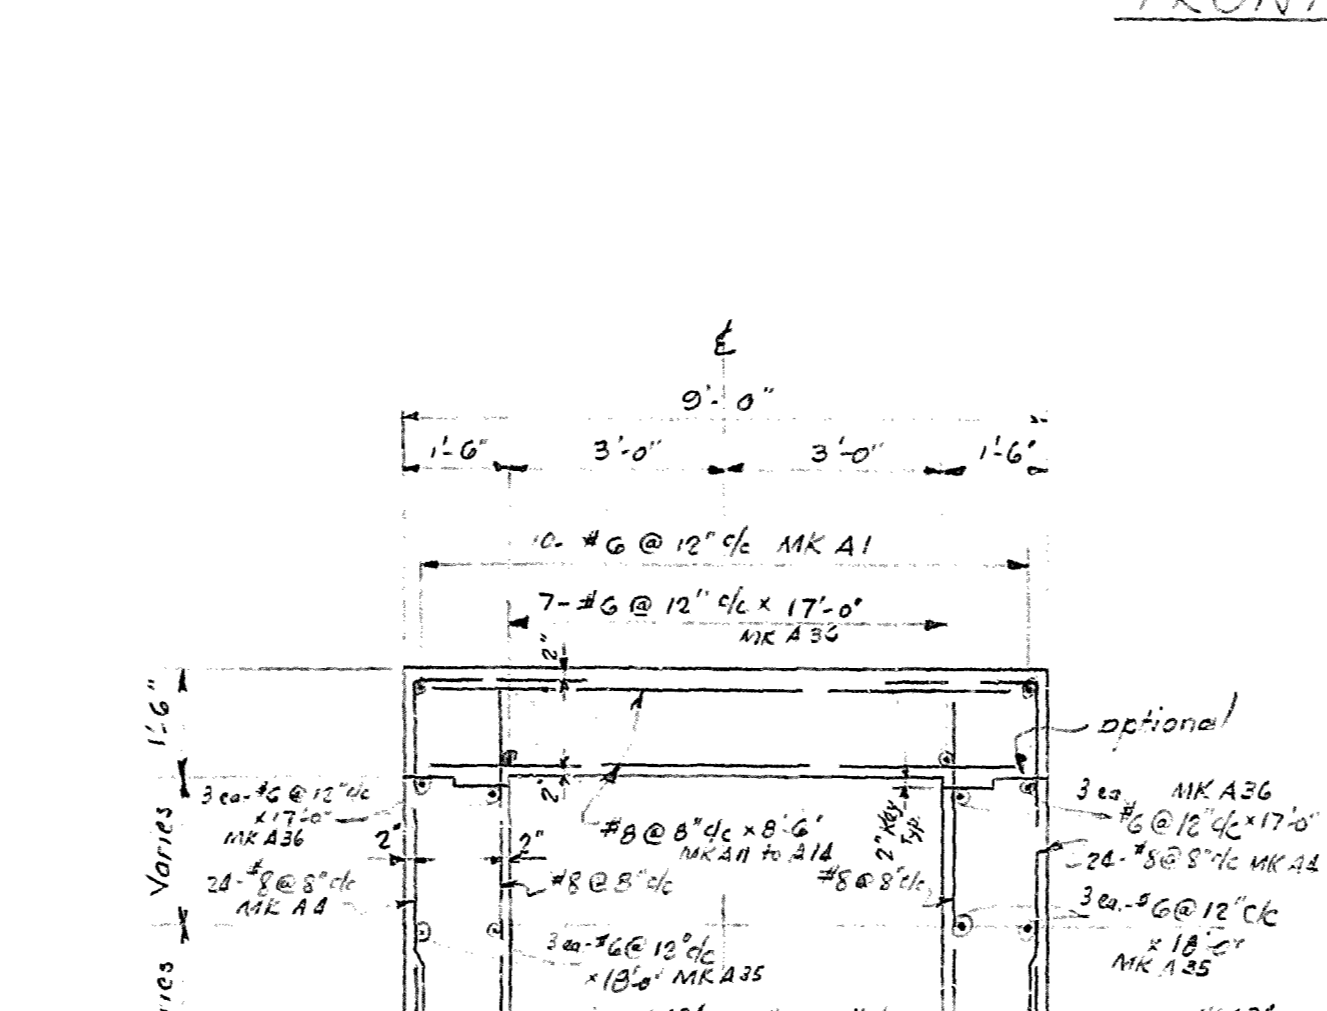 FRONT
℄
9'-0"
1'-6" 3'-0" 3'-0" 1'-6"
10- #6 @ 12" c/c MK A1
7- #6 @ 12" c/c x 17'-0"
MK A36
2"
1'-6"
optional
3 ea- #6 @ 12" c/c
x 17'-0"
MK A36
2"
24- #8 @ 8" c/c
MK A4
Varies
2"
2"
#8 @ 8" c/c x 8'-6"
MK A11 to A14
#8 @ 8" c/c
2" Key
Typ.
#8 @ 8" c/c
3 ea. MK A36
#6 @ 12" c/c x 17'-0"
24- #8 @ 8" c/c MK A4
3 ea.- #6 @ 12" c/c
x 18'-0"
MK A35
3 ea- #6 @ 12" c/c
x 18'-0" MK A35